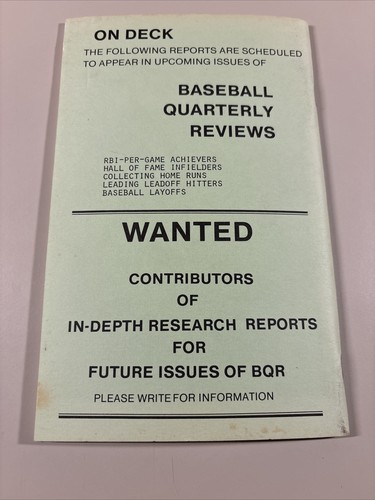 ON DECK
THE FOLLOWING REPORTS ARE SCHEDULED
TO APPEAR IN UPCOMING ISSUES OF
BASEBALL
QUARTERLY
REVIEWS
RBI-PER-GAME ACHIEVERS
HALL OF FAME INFIELDERS
COLLECTING HOME RUNS
LEADING LEADOFF HITTERS
BASEBALL LAYOFFS
WANTED
CONTRIBUTORS
OF
IN-DEPTH RESEARCH REPORTS
FOR
FUTURE ISSUES OF BQR
PLEASE WRITE FOR INFORMATION